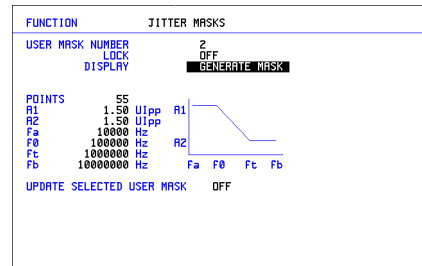 FUNCTION JITTER MASKS
USER MASK NUMBER 2
LOCK OFF
DISPLAY GENERATE MASK
POINTS 55
A1 1.50 UIpp A1
A2 1.50 UIpp
Fa 10000 Hz
F0 100000 Hz A2
Ft 1000000 Hz
Fb 10000000 Hz Fa F0 Ft Fb
UPDATE SELECTED USER MASK OFF